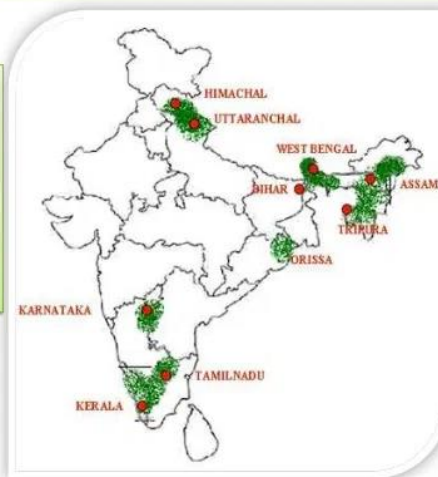 HIMACHAL
UTTARANCHAL
WEST BENGAL
BIHAR
ASSAM
TRIPURA
ORISSA
KARNATAKA
TAMILNADU
KERALA